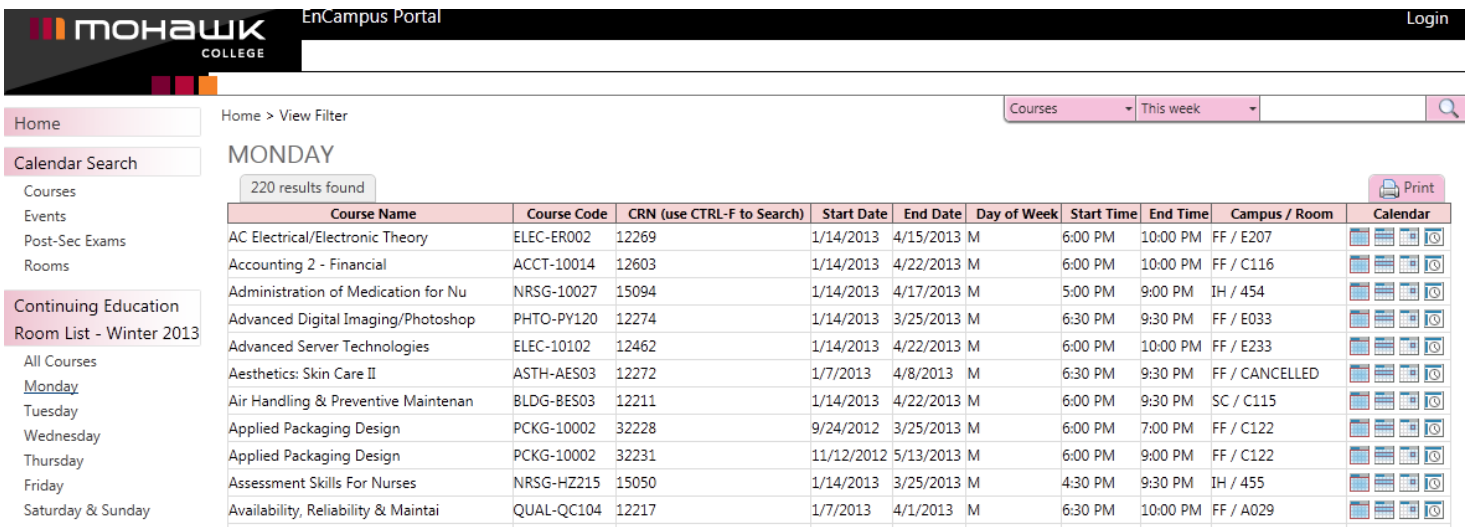 EnCampus Portal
Login
mohawk
COLLEGE
Home
Home > View Filter
Courses
This week
Calendar Search
MONDAY
Courses
220 results found
Print
Events
Post-Sec Exams
Rooms
Continuing Education
Room List - Winter 2013
All Courses
Monday
Tuesday
Wednesday
Thursday
Friday
Saturday & Sunday
Course Name Course Code CRN (use CTRL-F to Search) Start Date End Date Day of Week Start Time End Time Campus / Room Calendar
AC Electrical/Electronic Theory ELEC-ER002 12269 1/14/2013 4/15/2013 M 6:00 PM 10:00 PM FF / E207
Accounting 2 - Financial ACCT-10014 12603 1/14/2013 4/22/2013 M 6:00 PM 10:00 PM FF / C116
Administration of Medication for Nu NRSG-10027 15094 1/14/2013 4/17/2013 M 5:00 PM 9:00 PM IH / 454
Advanced Digital Imaging/Photoshop PHTO-PY120 12274 1/14/2013 3/25/2013 M 6:30 PM 9:30 PM FF / E033
Advanced Server Technologies ELEC-10102 12462 1/14/2013 4/22/2013 M 6:00 PM 10:00 PM FF / E233
Aesthetics: Skin Care II ASTH-AES03 12272 1/7/2013 4/8/2013 M 6:30 PM 9:30 PM FF / CANCELLED
Air Handling & Preventive Maintenan BLDG-BES03 12211 1/14/2013 4/22/2013 M 6:00 PM 9:30 PM SC / C115
Applied Packaging Design PCKG-10002 32228 9/24/2012 3/25/2013 M 6:00 PM 7:00 PM FF / C122
Applied Packaging Design PCKG-10002 32231 11/12/2012 5/13/2013 M 6:00 PM 9:00 PM FF / C122
Assessment Skills For Nurses NRSG-HZ215 15050 1/14/2013 3/25/2013 M 4:30 PM 9:30 PM IH / 455
Availability, Reliability & Maintai QUAL-QC104 12217 1/7/2013 4/1/2013 M 6:30 PM 10:00 PM FF / A029